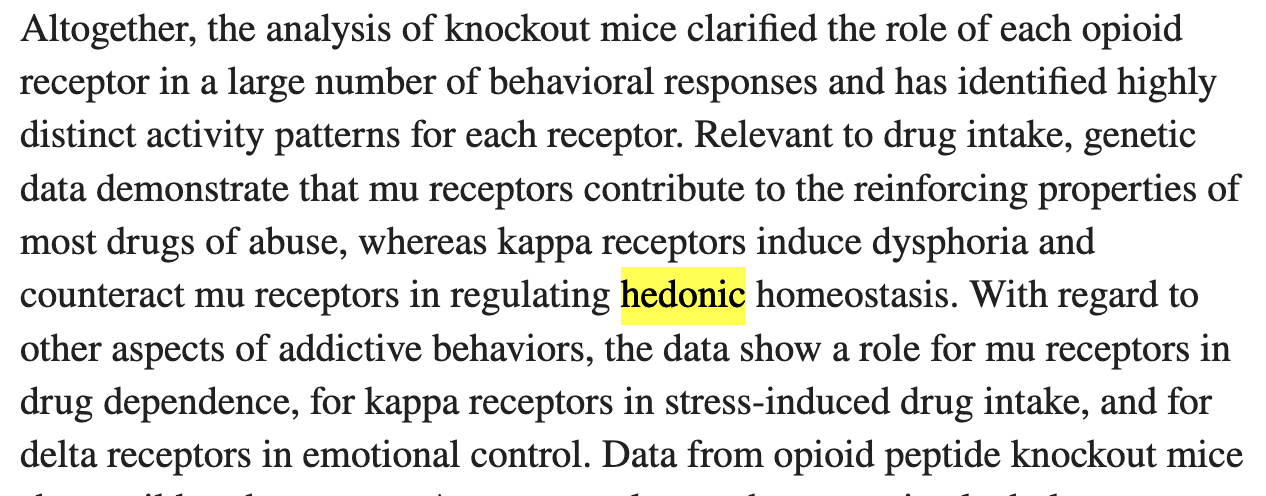 Altogether, the analysis of knockout mice clarified the role of each opioid
receptor in a large number of behavioral responses and has identified highly
distinct activity patterns for each receptor. Relevant to drug intake, genetic
data demonstrate that mu receptors contribute to the reinforcing properties of
most drugs of abuse, whereas kappa receptors induce dysphoria and
counteract mu receptors in regulating hedonic homeostasis. With regard to
other aspects of addictive behaviors, the data show a role for mu receptors in
drug dependence, for kappa receptors in stress-induced drug intake, and for
delta receptors in emotional control. Data from opioid peptide knockout mice